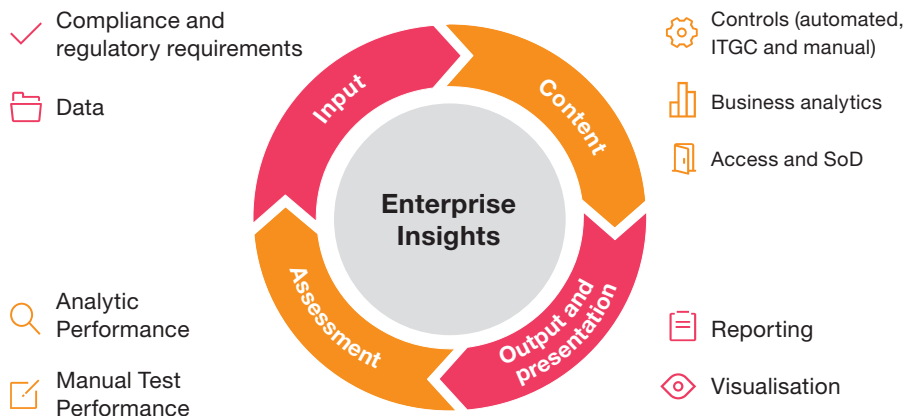 Compliance and
regulatory requirements
Data
Input
Content
Controls (automated,
ITGC and manual)
Business analytics
Access and SoD
Enterprise
Insights
Assessment
Output and
presentation
Analytic
Performance
Manual Test
Performance
Reporting
Visualisation